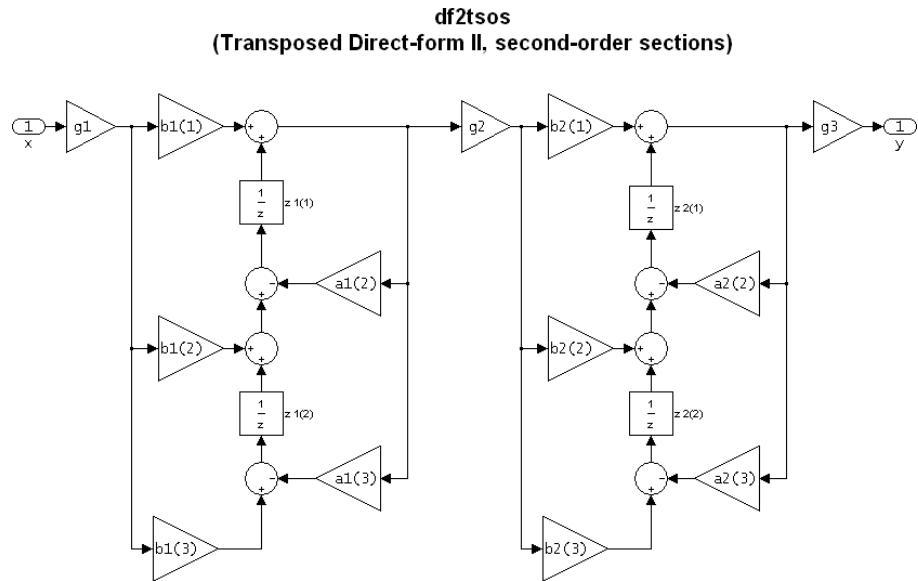 df2tsos
(Transposed Direct-form II, second-order sections)
1
x
g1
b1(1)
+
+
g2
b2(1)
+
+
g3
1
y
1
z
z 1(1)
1
z
z 2(1)
+
-
a1(2)
+
-
a2(2)
b1(2)
+
+
b2(2)
+
+
1
z
z 1(2)
1
z
z 2(2)
+
-
a1(3)
+
-
a2(3)
b1(3)
b2(3)